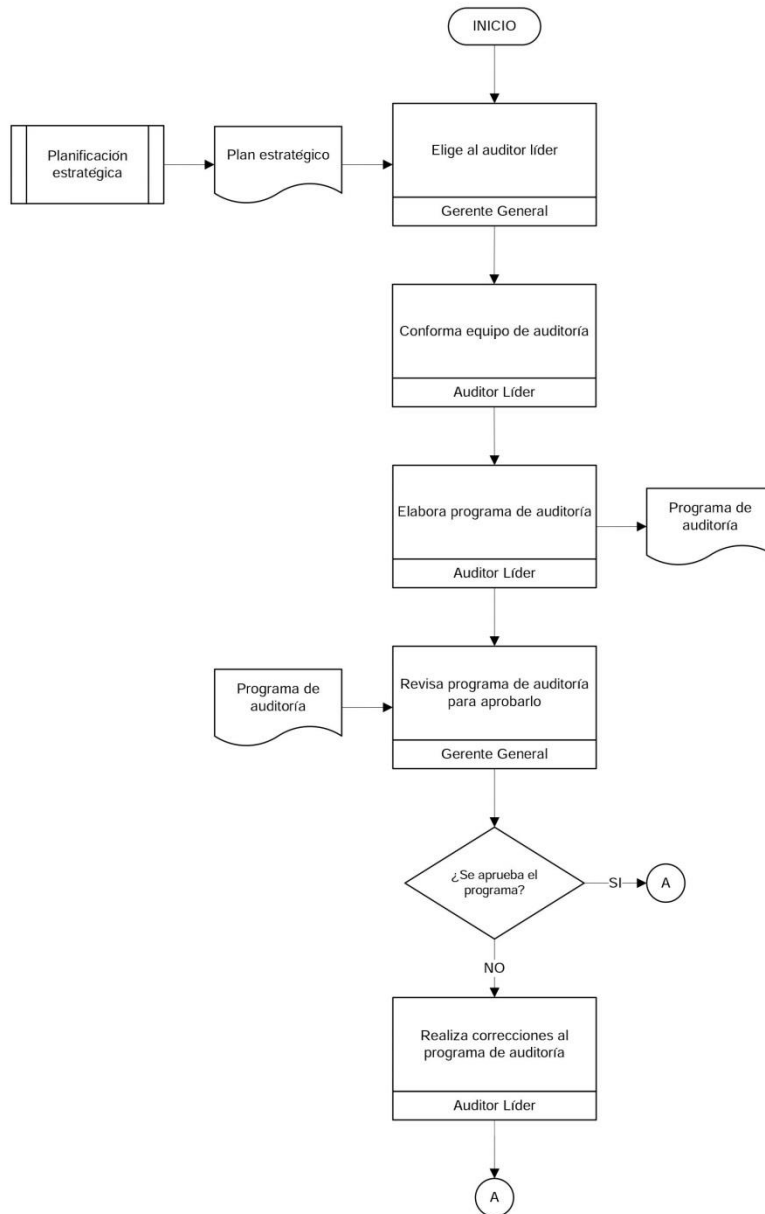 INICIO
Planificación
estratégica
Plan estratégico
Elige al auditor líder
Gerente General
Conforma equipo de auditoría
Auditor Líder
Elabora programa de auditoría
Auditor Líder
Programa de
auditoría
Programa de
auditoría
Revisa programa de auditoría
para aprobarlo
Gerente General
¿Se aprueba el
programa?
SI
A
NO
Realiza correcciones al
programa de auditoría
Auditor Líder
A